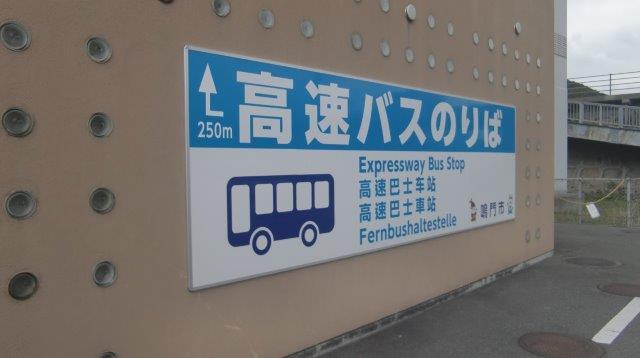 高速バスのりば
250m
Expressway Bus Stop
高速巴士车站
高速巴士車站
Fernbushaltestelle
鳴門市